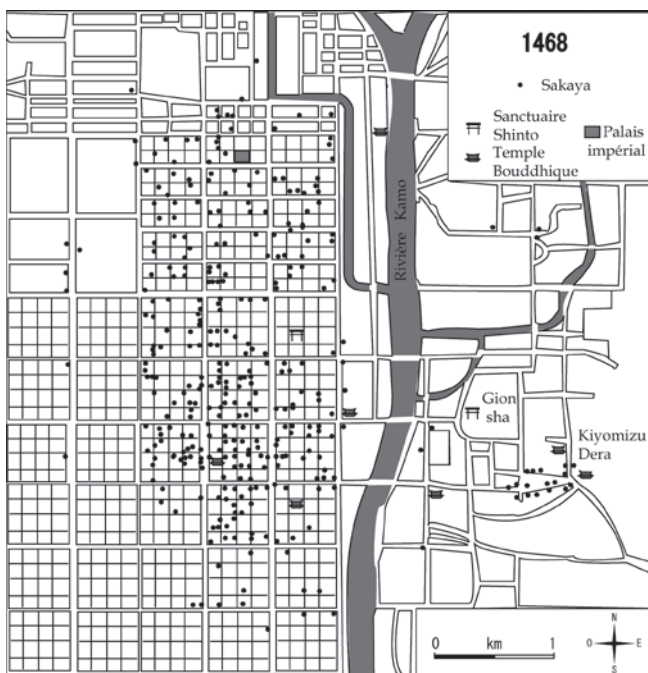 1468
Sakaya
Sanctuaire
Shinto
Temple
Bouddhique
Palais
impérial
Rivière Kamo
Gion
sha
Kiyomizu
Dera
N
O E
S
0 km 1